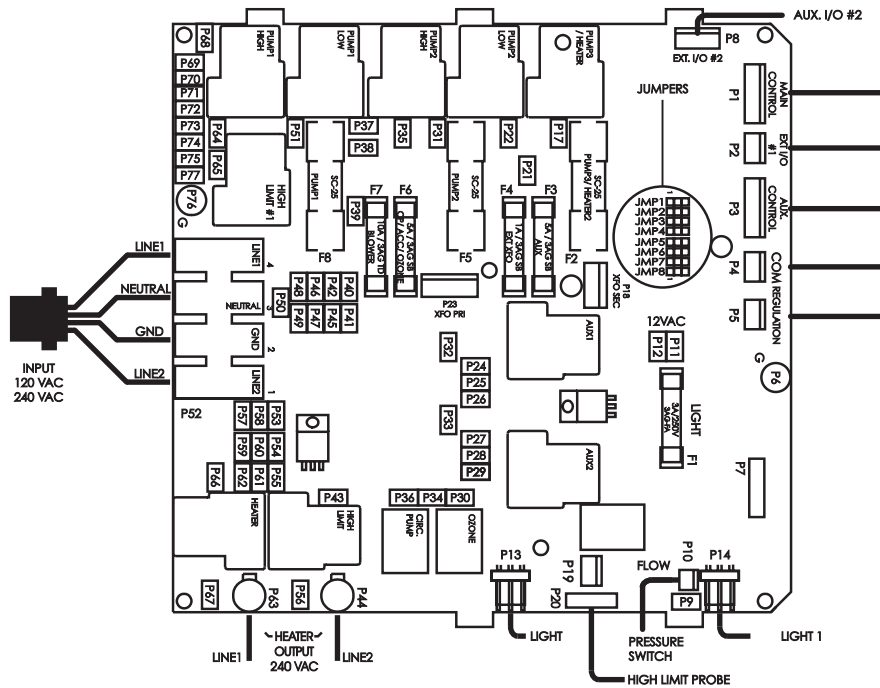 AUX. I/O #2
P8
EXT. I/O #2
P68
PUMP1 HIGH
PUMP1 LOW
PUMP2 HIGH
PUMP2 LOW
PUMP3 / HEATER
P69
P70
P71
P72
P73
P74
P75
P77
P76
G
P64
P65
HIGH LIMIT #1
P51
P37
P38
P35
P31
P22
P17
P21
P39
SC-25
PUMP1
F8
F7
10A / 3AG TD
BLOWER
F6
5A / 3AG SB
CP/ ACC/ OZONE
SC-25
PUMP2
F5
F4
1A / 3AG SB
EXT XFO
F3
5A / 3AG SB
AUX
SC-25
PUMP3/ HEATER2
F2
JUMPERS
1
JMP1
JMP2
JMP3
JMP4
JMP5
JMP6
JMP7
JMP8
1
P1
MAIN CONTROL
P2
EXT I/O #1
P3
AUX. CONTROL
P4
P5
COM REGULATION
G
P6
LINE1
NEUTRAL
GND
LINE2
INPUT
120 VAC
240 VAC
LINE1 4
NEUTRAL 3
GND 2
LINE2 1
P52
P50
P48
P46
P42
P40
P49
P47
P45
P41
P23
XFO PRI
P18
XFO SEC
12VAC
P12
P11
AUX1
P32
P24
P25
P26
P33
P27
P28
P29
AUX2
LIGHT
3A/250V
3AG-FA
F1
P57
P58
P53
P59
P60
P54
P62
P61
P55
P66
HEATER
P43
HIGH LIMIT
P36
P34
P30
CIRC. PUMP
OZONE
P7
P13
P19
P20
FLOW
P10
P14
P9
P67
P63
P56
P44
LINE1
HEATER
OUTPUT
240 VAC
LINE2
LIGHT
PRESSURE
SWITCH
LIGHT 1
HIGH LIMIT PROBE